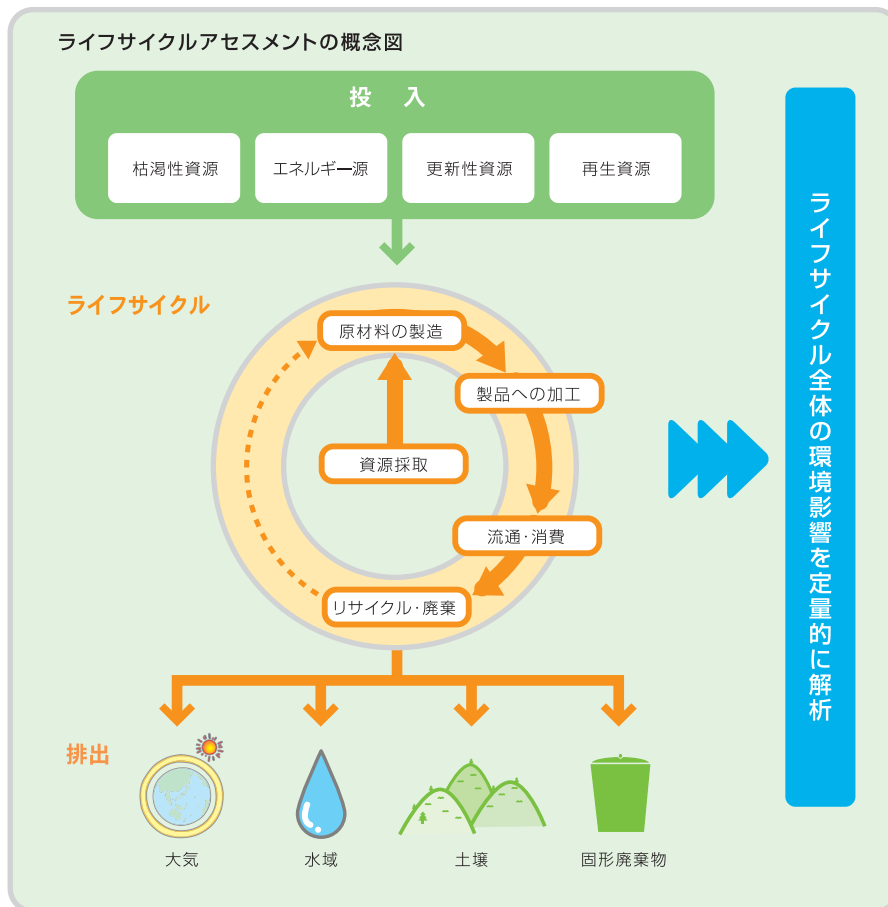 ライフサイクルアセスメントの概念図
投 入
枯渇性資源
エネルギー源
更新性資源
再生資源
ライフサイクル
原材料の製造
製品への加工
資源採取
流通・消費
リサイクル・廃棄
排出
大気
水域
土壌
固形廃棄物
ライフサイクル全体の環境影響を定量的に解析